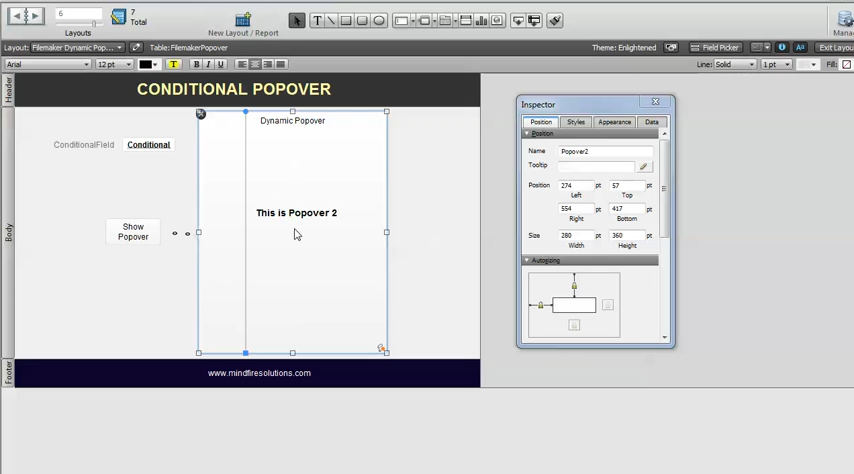 6
7
Total
Layouts
New Layout / Report
Layout: Filemaker Dynamic Pop...
Table: FilemakerPopover
Theme: Enlightened
Field Picker
Aa
Exit Layou
Arial
12 pt
T
B I U
Line: Solid
1 pt
Fill:
Header
CONDITIONAL POPOVER
Body
Dynamic Popover
ConditionalField
Conditional
This is Popover 2
Show
Popover
Footer
www.mindfiresolutions.com
Inspector
Position
Styles
Appearance
Data
Position
Name
Popover2
Tooltip
Position
274 pt
57 pt
Left
Top
554 pt
417 pt
Right
Bottom
Size
280 pt
360 pt
Width
Height
Autosizing
Manag